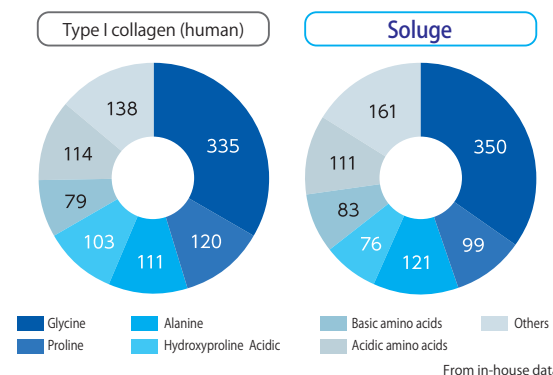 Type I collagen (human)
Soluge
138
335
114
79
103
111
120
161
350
111
83
76
121
99
Glycine
Alanine
Basic amino acids
Others
Proline
Hydroxyproline Acidic
Acidic amino acids
From in-house data